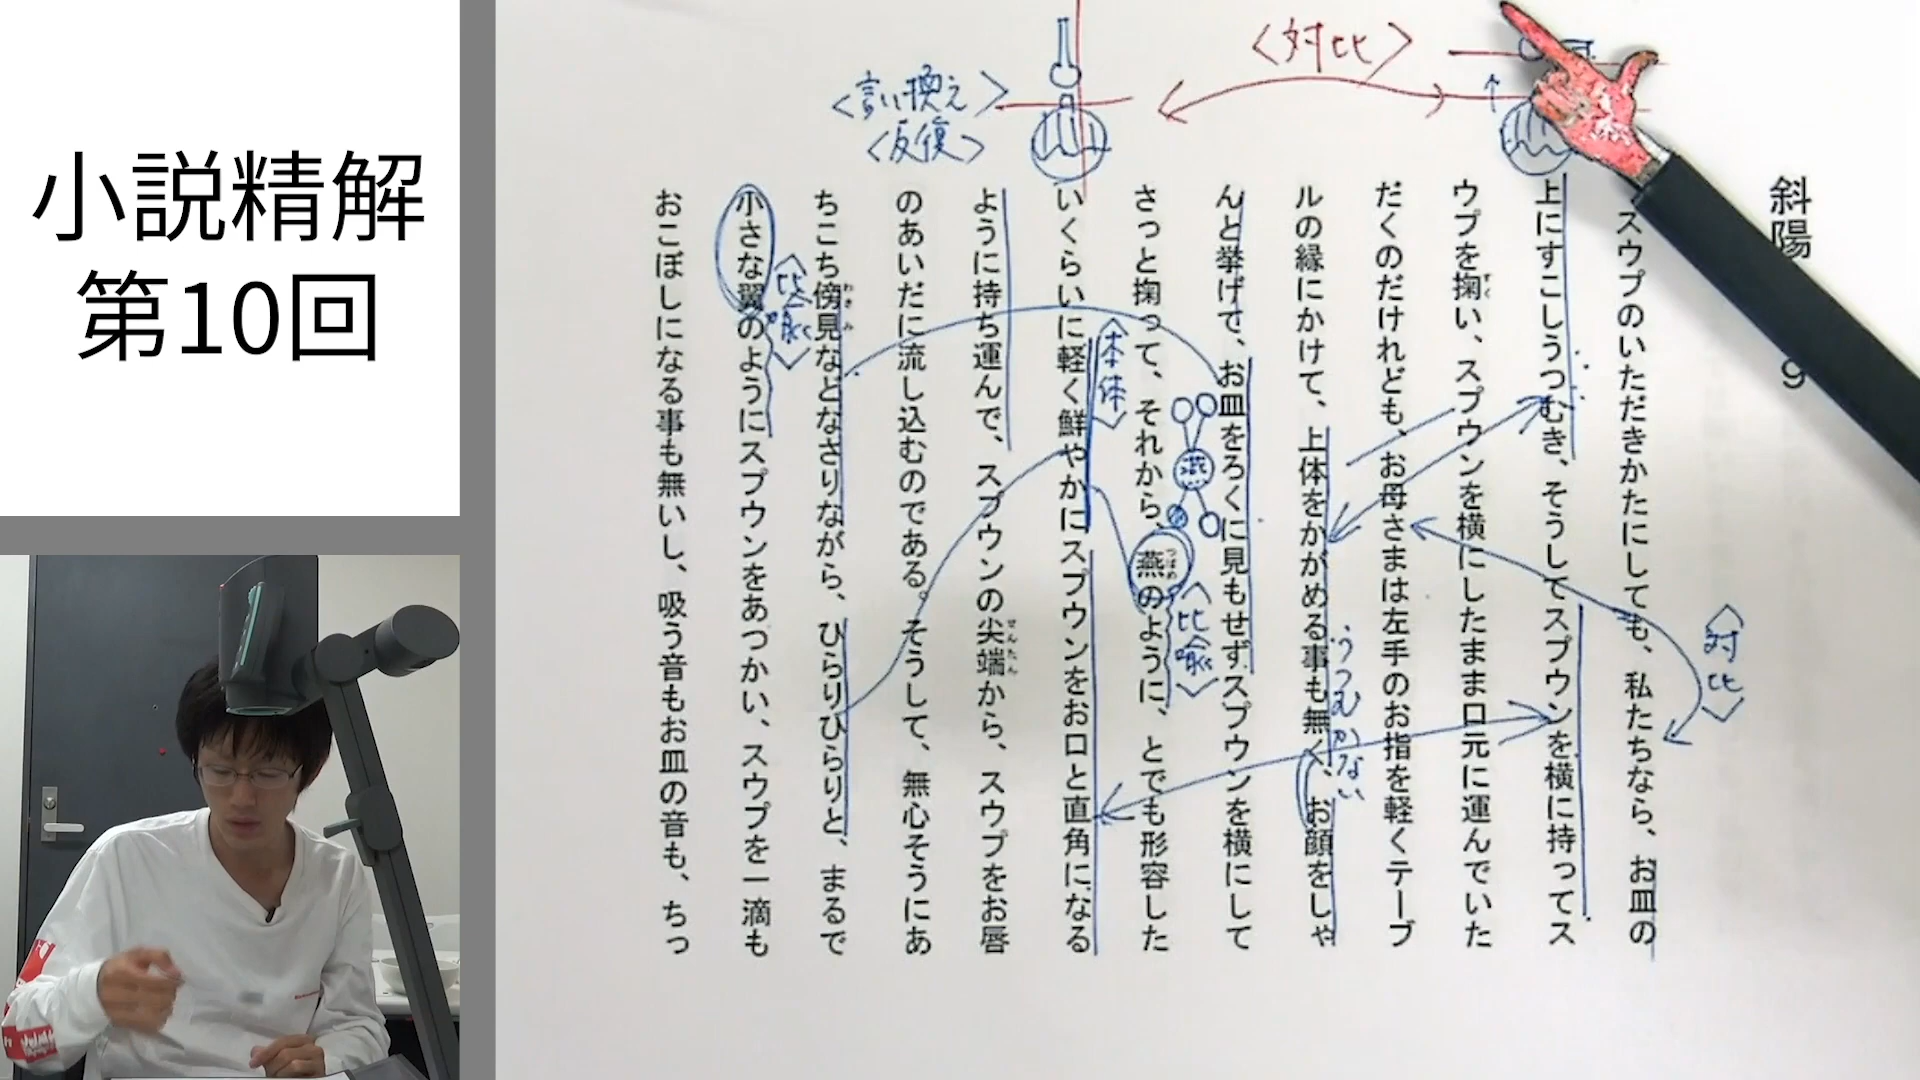 小説精解
第10回
〈対比〉
〈言い換え〉
〈反復〉
斜陽
9
スウプのいただきかたにしても、私たちなら、お皿の
上にすこしうつむき、そうしてスプウンを横に持ってス
ウプを掬い、スプウンを横にしたまま口元に運んでいた
すく
だくのだけれども、お母さまは左手のお指を軽くテーブ
ルの縁にかけて、上体をかがめる事も無く、お顔をしゃ
んと挙げて、お皿をろくに見もせずスプウンを横にして
さっと掬って、それから、燕のように、とでも形容した
つばめ
いくらいに軽く鮮やかにスプウンをお口と直角になる
ように持ち運んで、スプウンの尖端から、スウプをお唇
せんたん
のあいだに流し込むのである。そうして、無心そうにあ
ちこち傍見などなさりながら、ひらりひらりと、まるで
わきみ
小さな翼のようにスプウンをあつかい、スウプを一滴も
おこぼしになる事も無いし、吸う音もお皿の音も、ちっ
〈対比〉
うつむかない
〈本体〉
燕
〈比喩〉
〈比喩〉